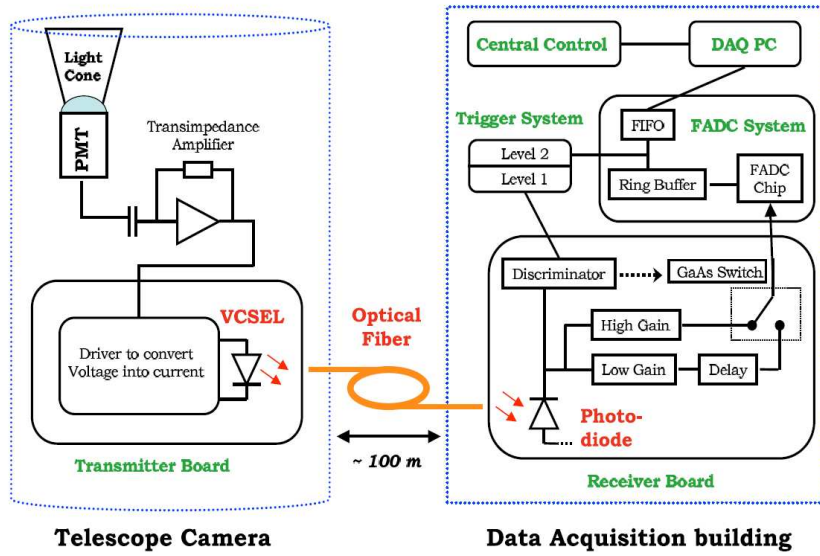 Light
Cone
PMT
Transimpedance
Amplifier
Driver to convert
Voltage into current
VCSEL
Transmitter Board
Telescope Camera
Optical
Fiber
~ 100 m
Central Control
DAQ PC
Trigger System
Level 2
Level 1
FIFO
FADC System
Ring Buffer
FADC
Chip
Discriminator
GaAs Switch
High Gain
Low Gain
Delay
Photo-
diode
Receiver Board
Data Acquisition building